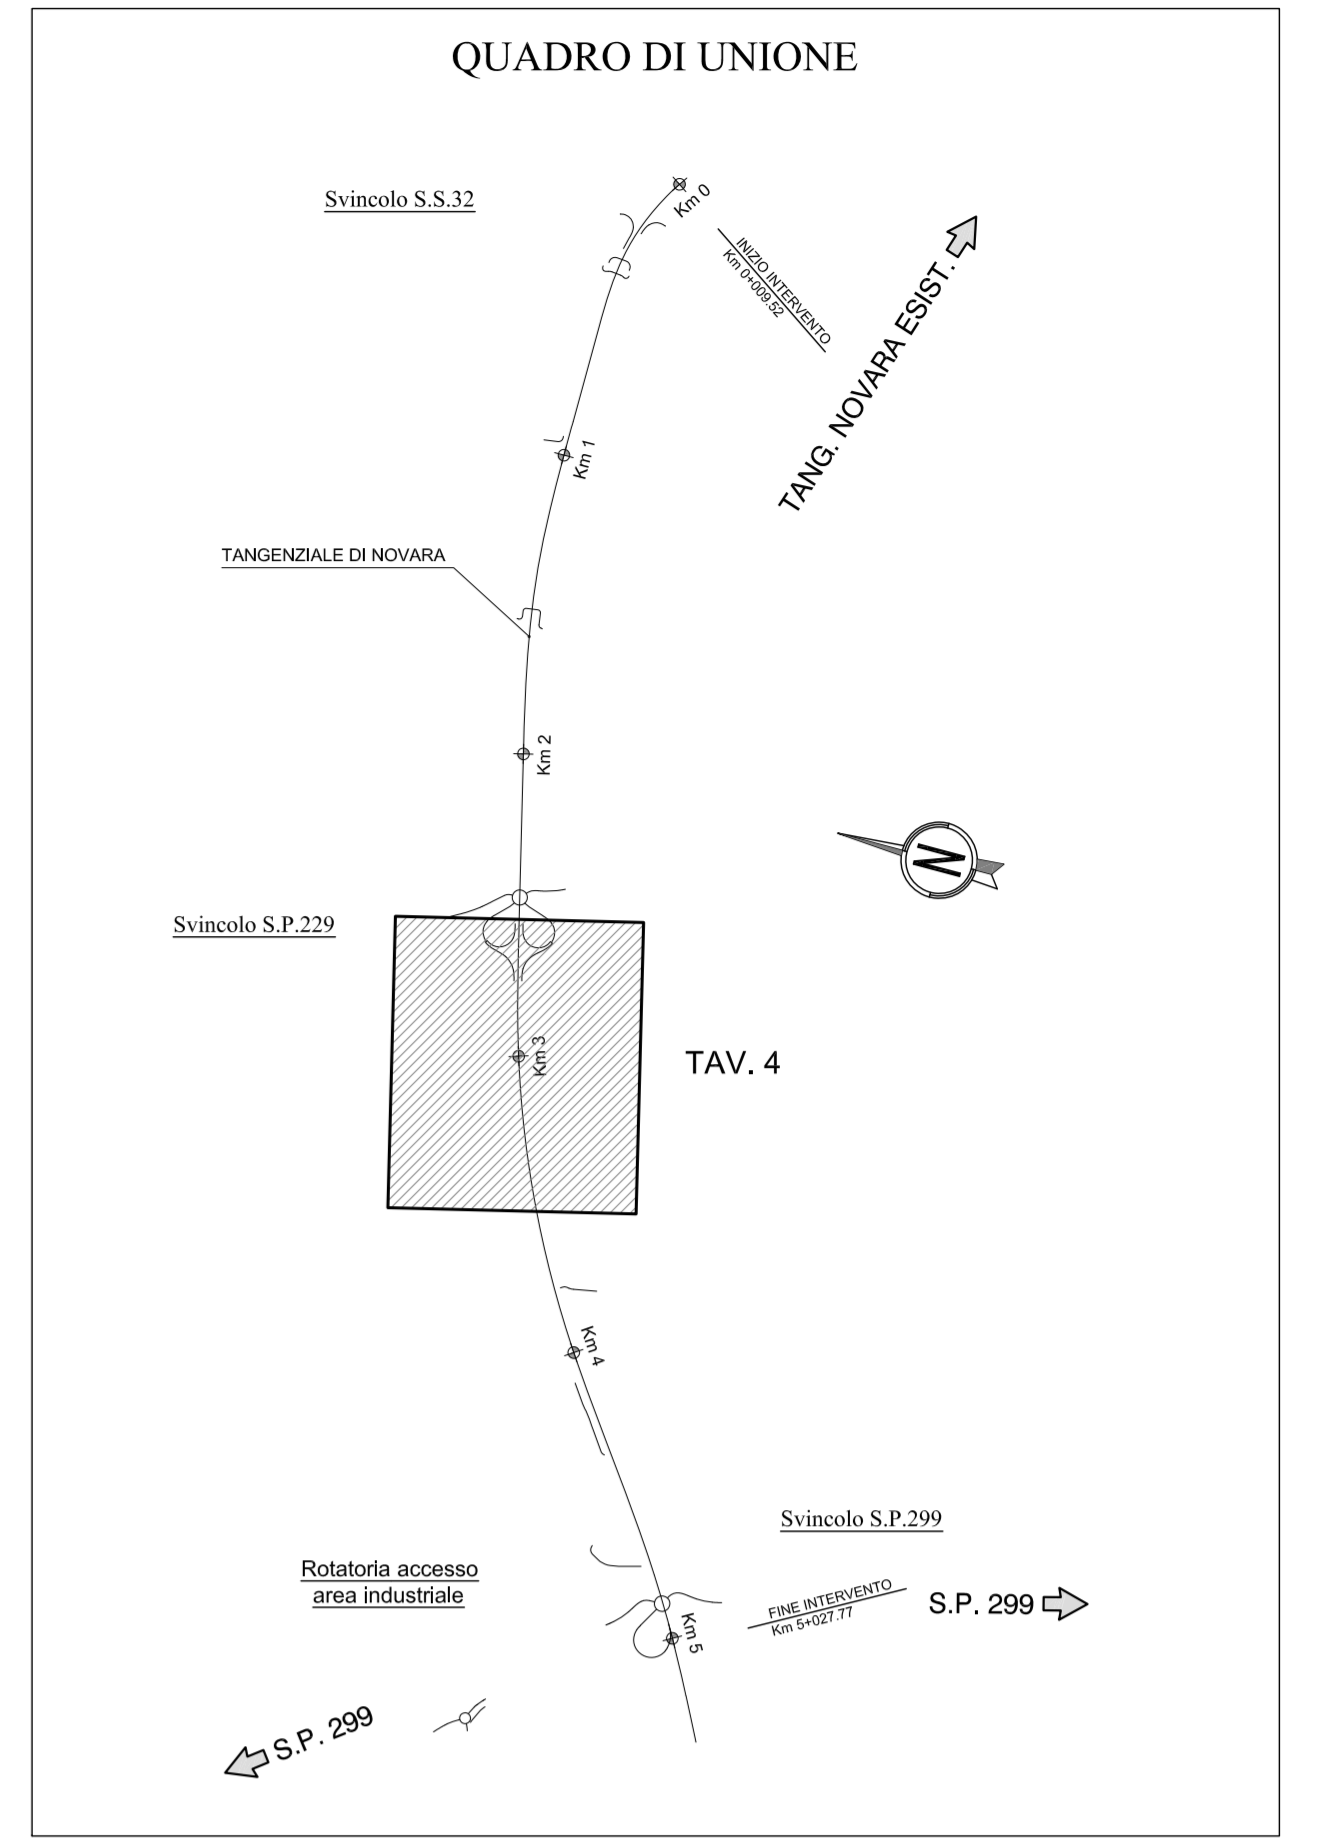 QUADRO DI UNIONE
Svincolo S.S.32
Km 0
INIZIO INTERVENTO
Km 0+009.52
TANG. NOVARA ESIST.
Km 1
TANGENZIALE DI NOVARA
Km 2
N
Svincolo S.P.229
Km 3
TAV. 4
Km 4
Svincolo S.P.299
Rotatoria accesso
area industriale
FINE INTERVENTO
Km 5+027.77
S.P. 299
Km 5
S.P. 299